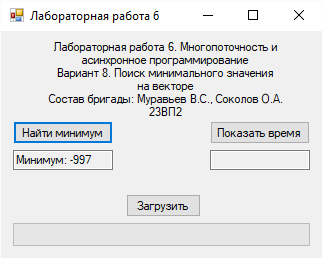 Лабораторная работа 6
Лабораторная работа 6. Многопоточность и
асинхронное программирование
Вариант 8. Поиск минимального значения
на векторе
Состав бригады: Муравьев В.С., Соколов О.А.
23ВП2
Найти минимум
Показать время
Минимум: -997
Загрузить